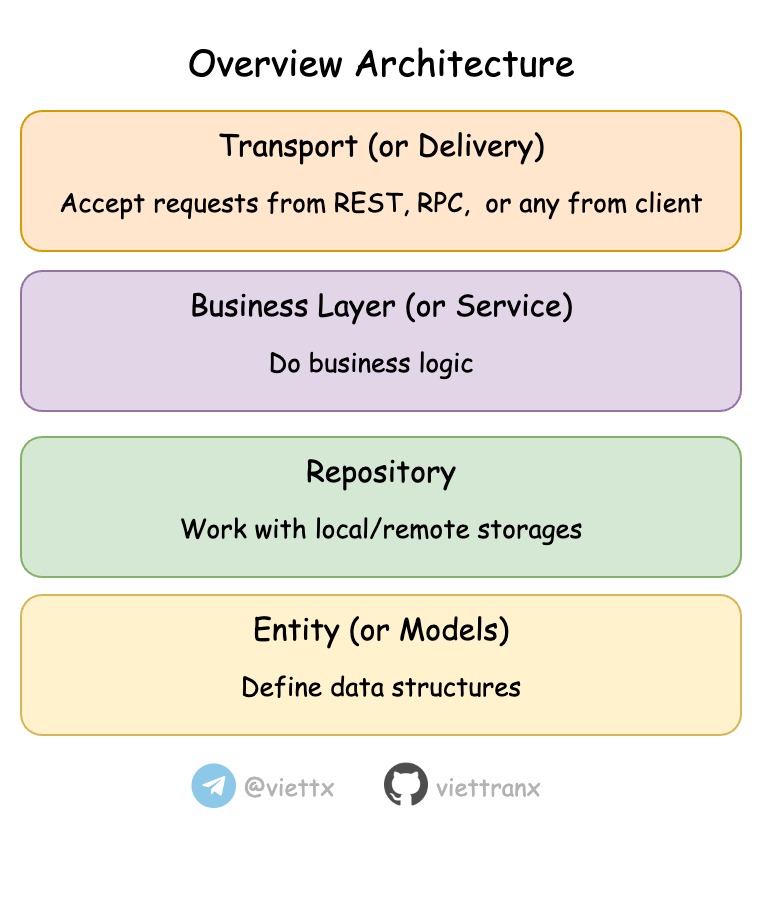 Overview Architecture
Transport (or Delivery)
Accept requests from REST, RPC,  or any from client
Business Layer (or Service)
Do business logic
Repository
Work with local/remote storages
Entity (or Models)
Define data structures
@viettx viettranx